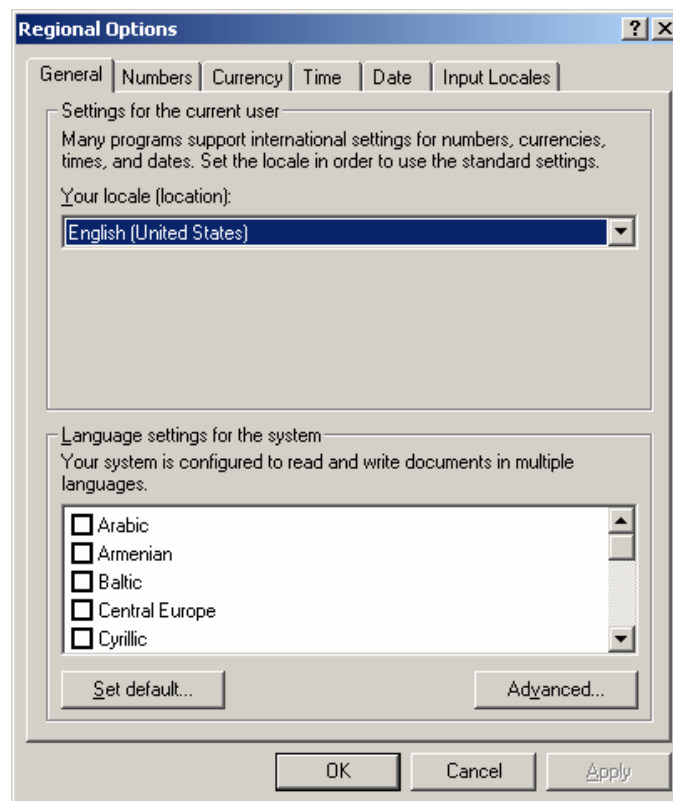 Regional Options
General Numbers Currency Time Date Input Locales
Settings for the current user
Many programs support international settings for numbers, currencies,
times, and dates. Set the locale in order to use the standard settings.
Your locale (location):
English (United States)
Language settings for the system
Your system is configured to read and write documents in multiple
languages.
Arabic
Armenian
Baltic
Central Europe
Cyrillic
Set default... Advanced...
OK Cancel Apply